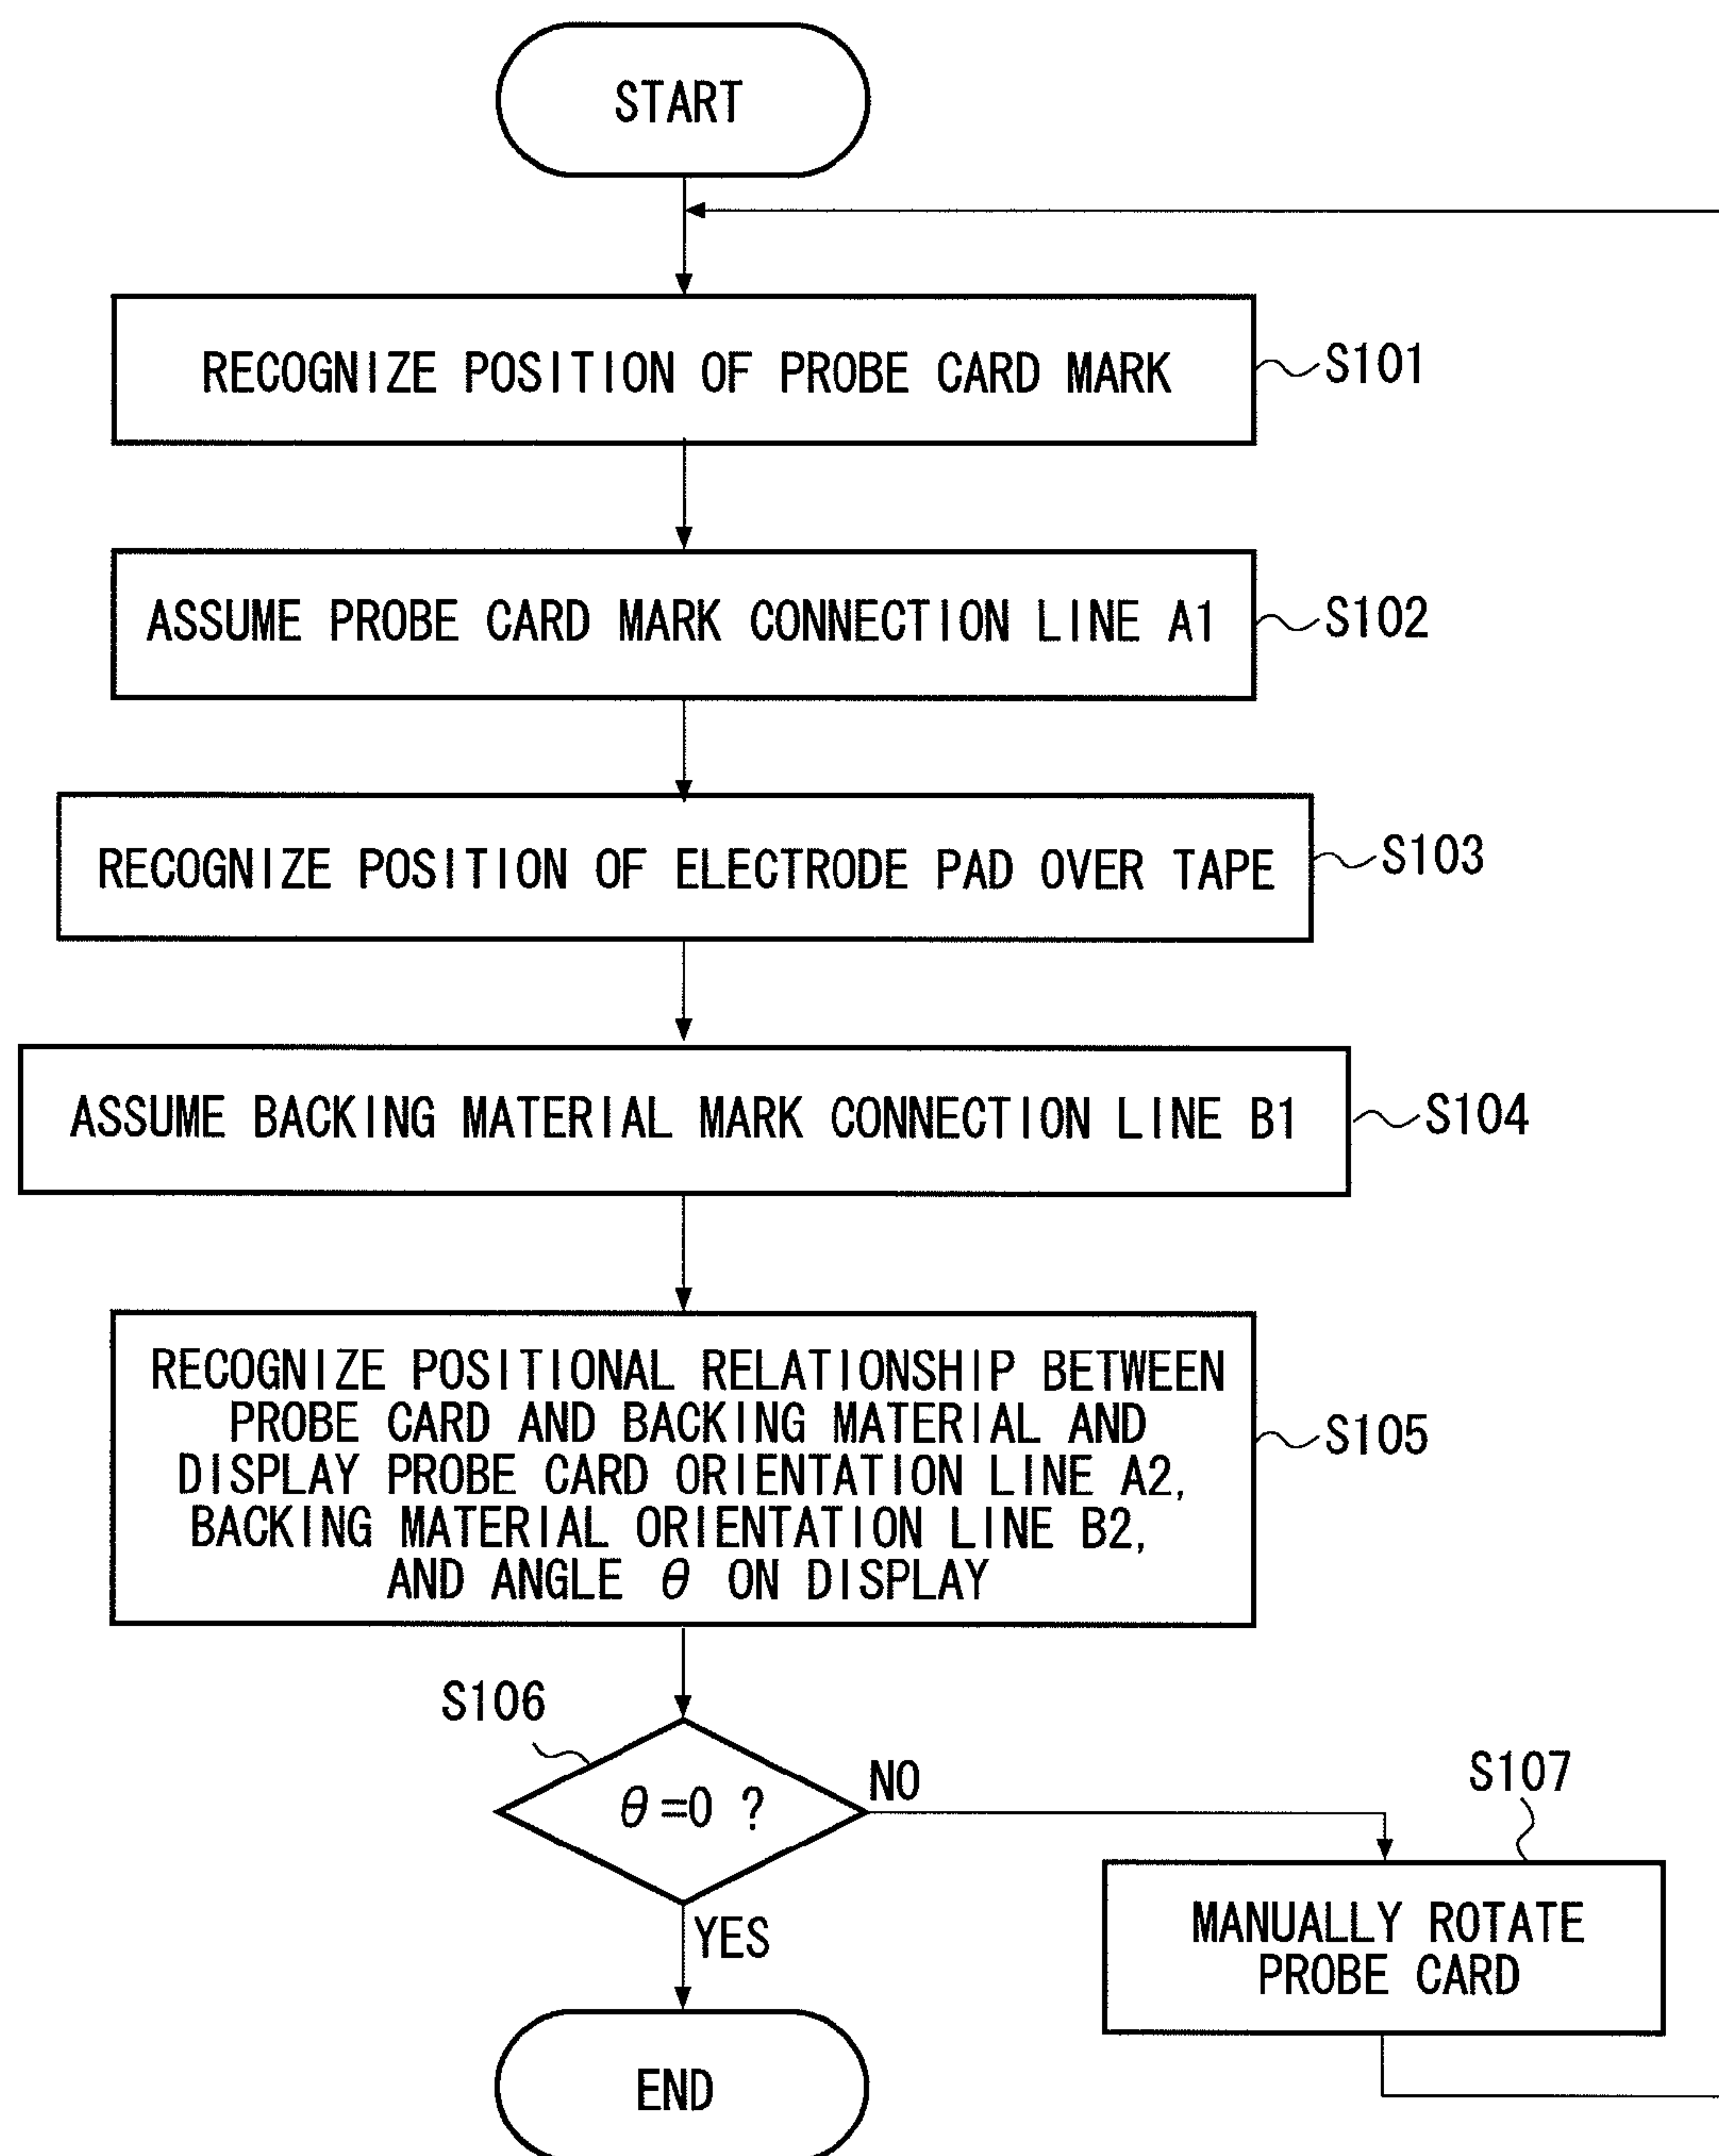 START
RECOGNIZE POSITION OF PROBE CARD MARK
S101
ASSUME PROBE CARD MARK CONNECTION LINE A1
S102
RECOGNIZE POSITION OF ELECTRODE PAD OVER TAPE
S103
ASSUME BACKING MATERIAL MARK CONNECTION LINE B1
S104
RECOGNIZE POSITIONAL RELATIONSHIP BETWEEN
PROBE CARD AND BACKING MATERIAL AND
DISPLAY PROBE CARD ORIENTATION LINE A2,
BACKING MATERIAL ORIENTATION LINE B2,
AND ANGLE θ ON DISPLAY
S105
S106
θ=0 ?
NO
S107
MANUALLY ROTATE
PROBE CARD
YES
END